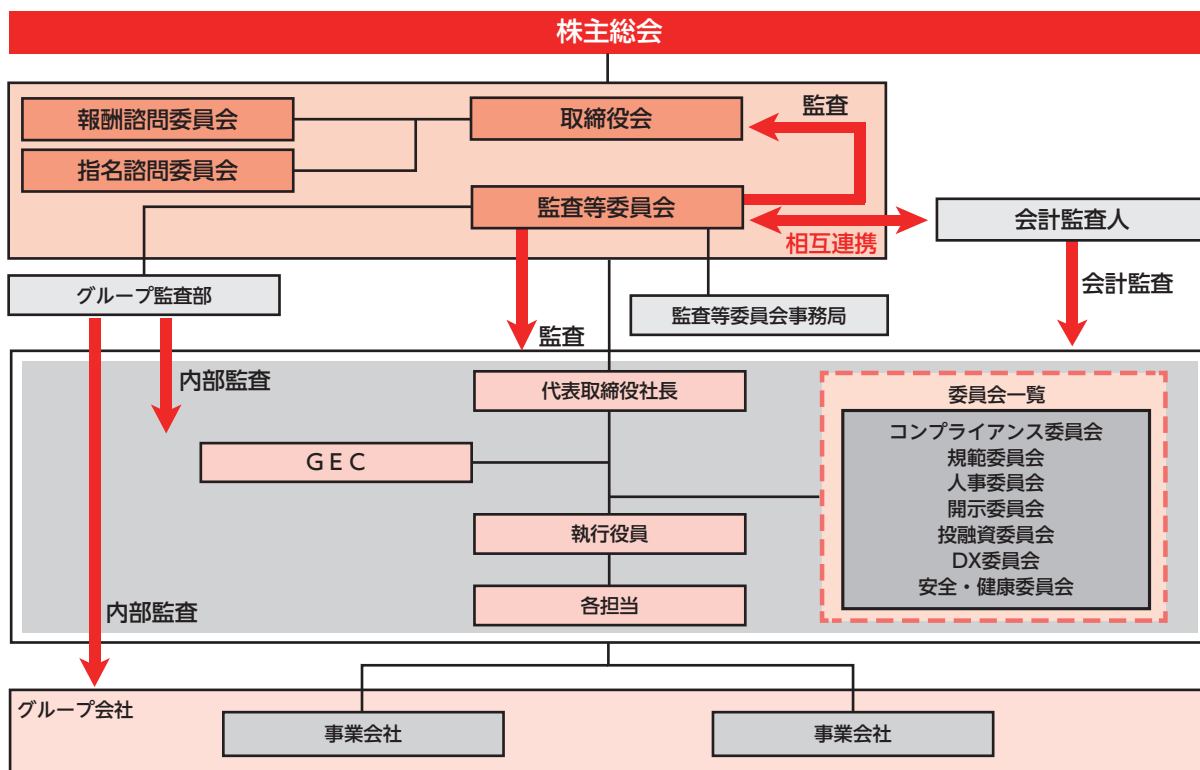 株主総会
報酬諮問委員会
取締役会
監査
指名諮問委員会
監査等委員会
相互連携
会計監査人
グループ監査部
監査等委員会事務局
会計監査
監査
内部監査
代表取締役社長
委員会一覧
コンプライアンス委員会
規範委員会
人事委員会
開示委員会
投融資委員会
DX委員会
安全・健康委員会
GEC
執行役員
各担当
内部監査
グループ会社
事業会社
事業会社